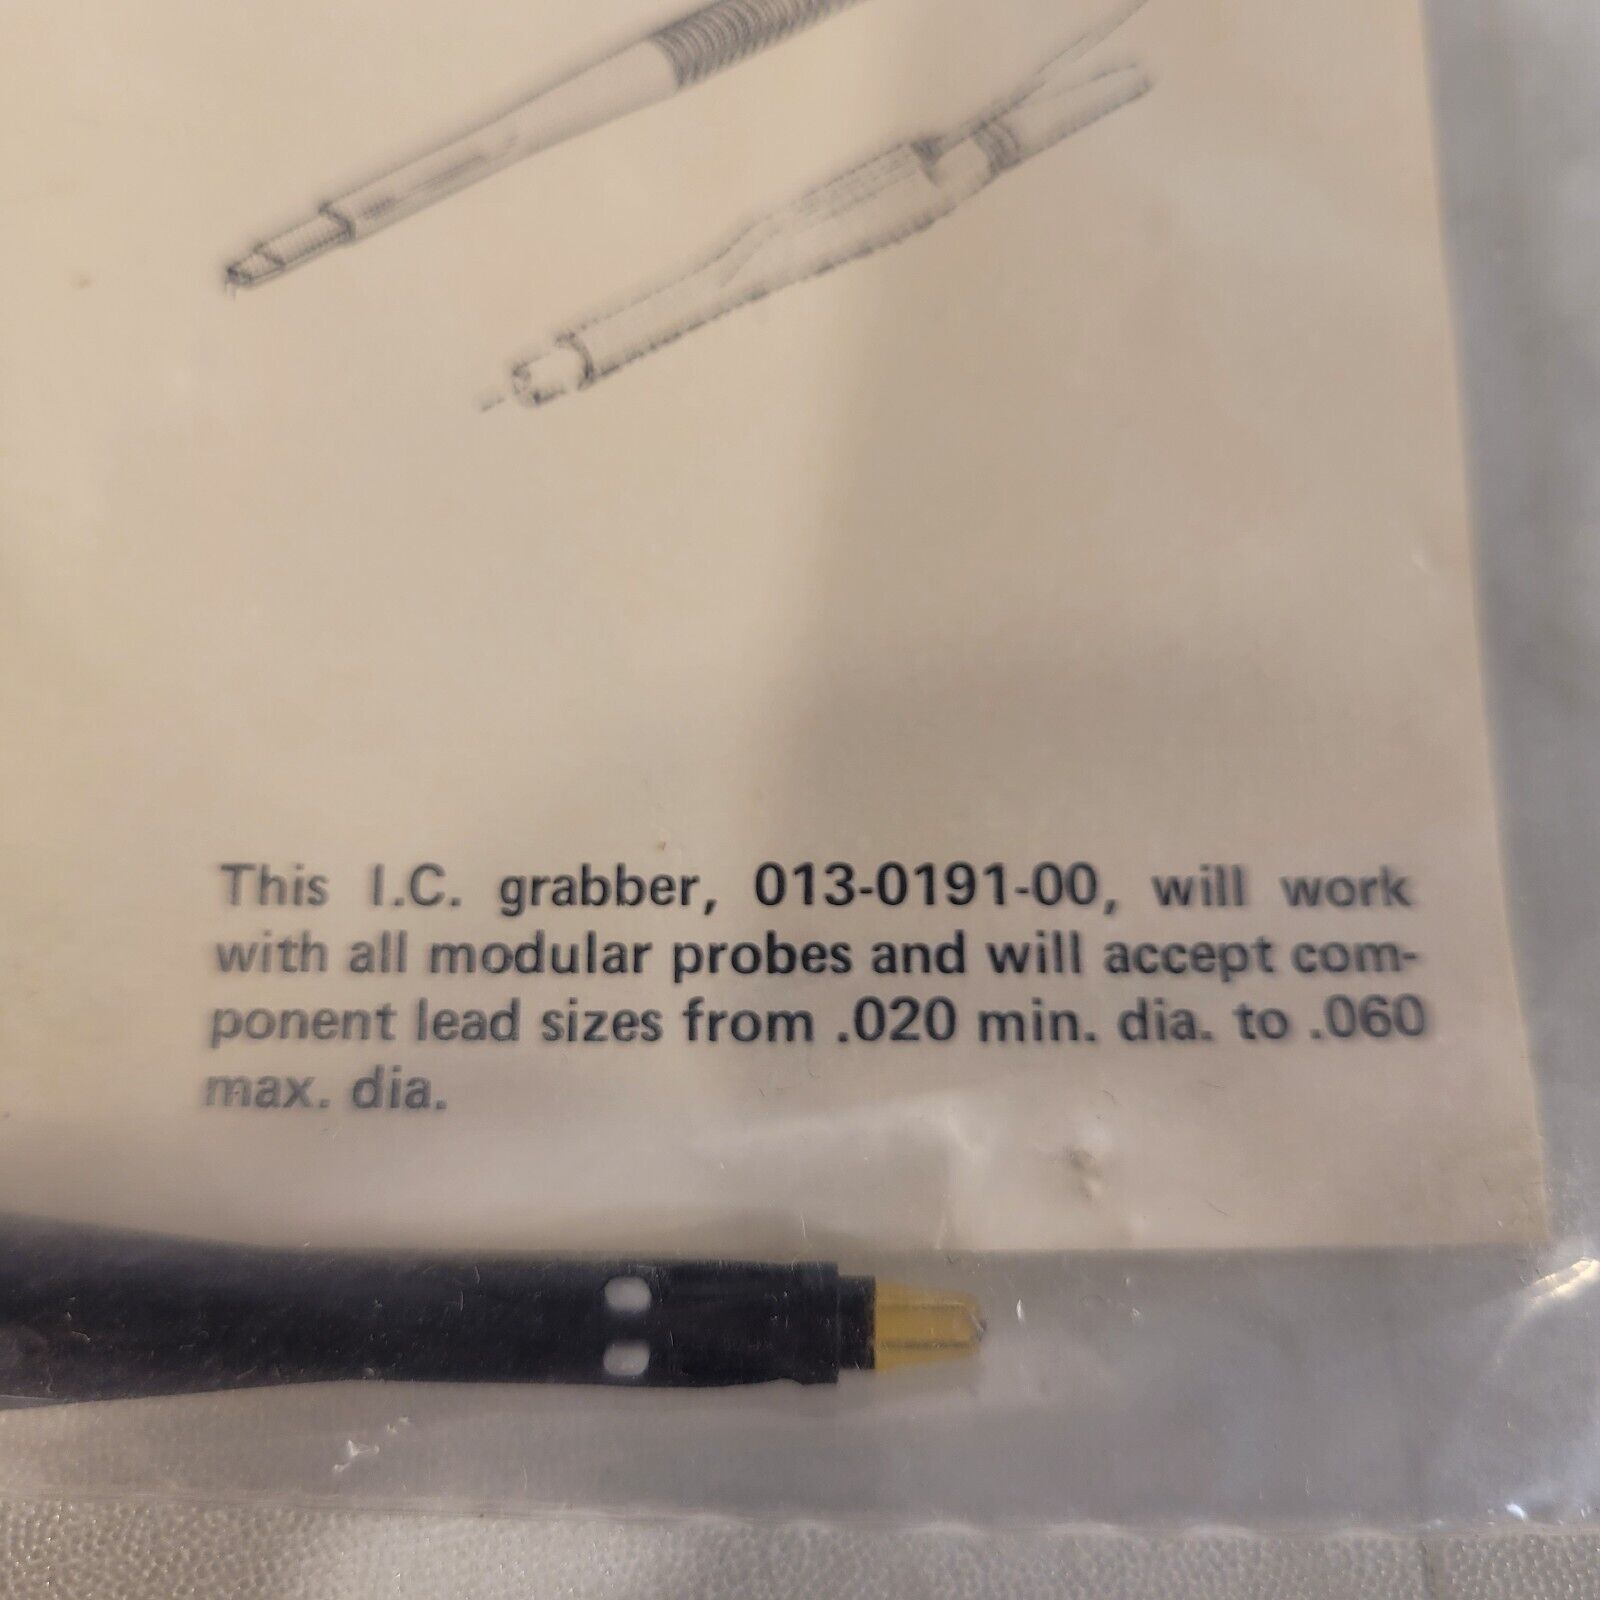 This I.C. grabber, 013-0191-00, will work
with all modular probes and will accept com-
ponent lead sizes from .020 min. dia. to .060
max. dia.